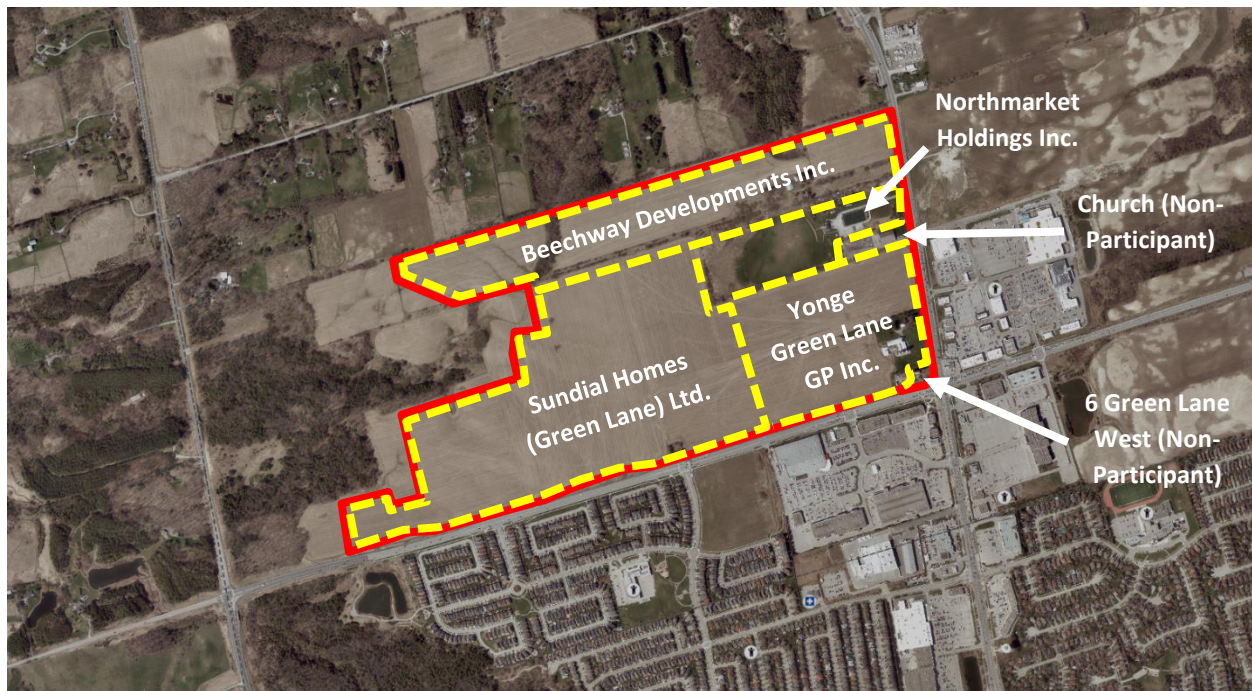 Northmarket
Holdings Inc.
Beechway Developments Inc.
Church (Non-
Participant)
Yonge
Green Lane
GP Inc.
Sundial Homes
(Green Lane) Ltd.
6 Green Lane
West (Non-
Participant)